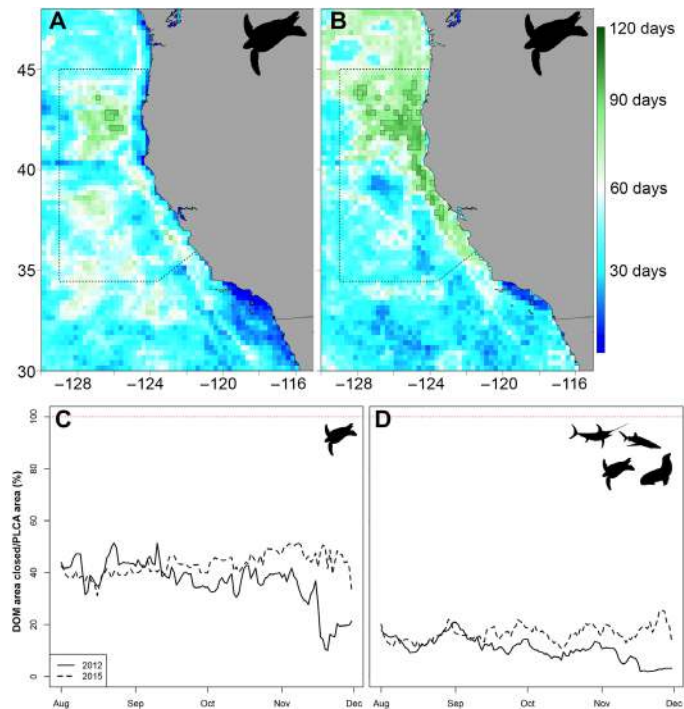 A
B
120 days
90 days
60 days
30 days
45
40
35
30
−128 −124 −120 −116
−128 −124 −120 −116
C
D
DOM area closed/PLCA area (%)
100
80
60
40
20
0
2012
2015
Aug Sep Oct Nov Dec
Aug Sep Oct Nov Dec